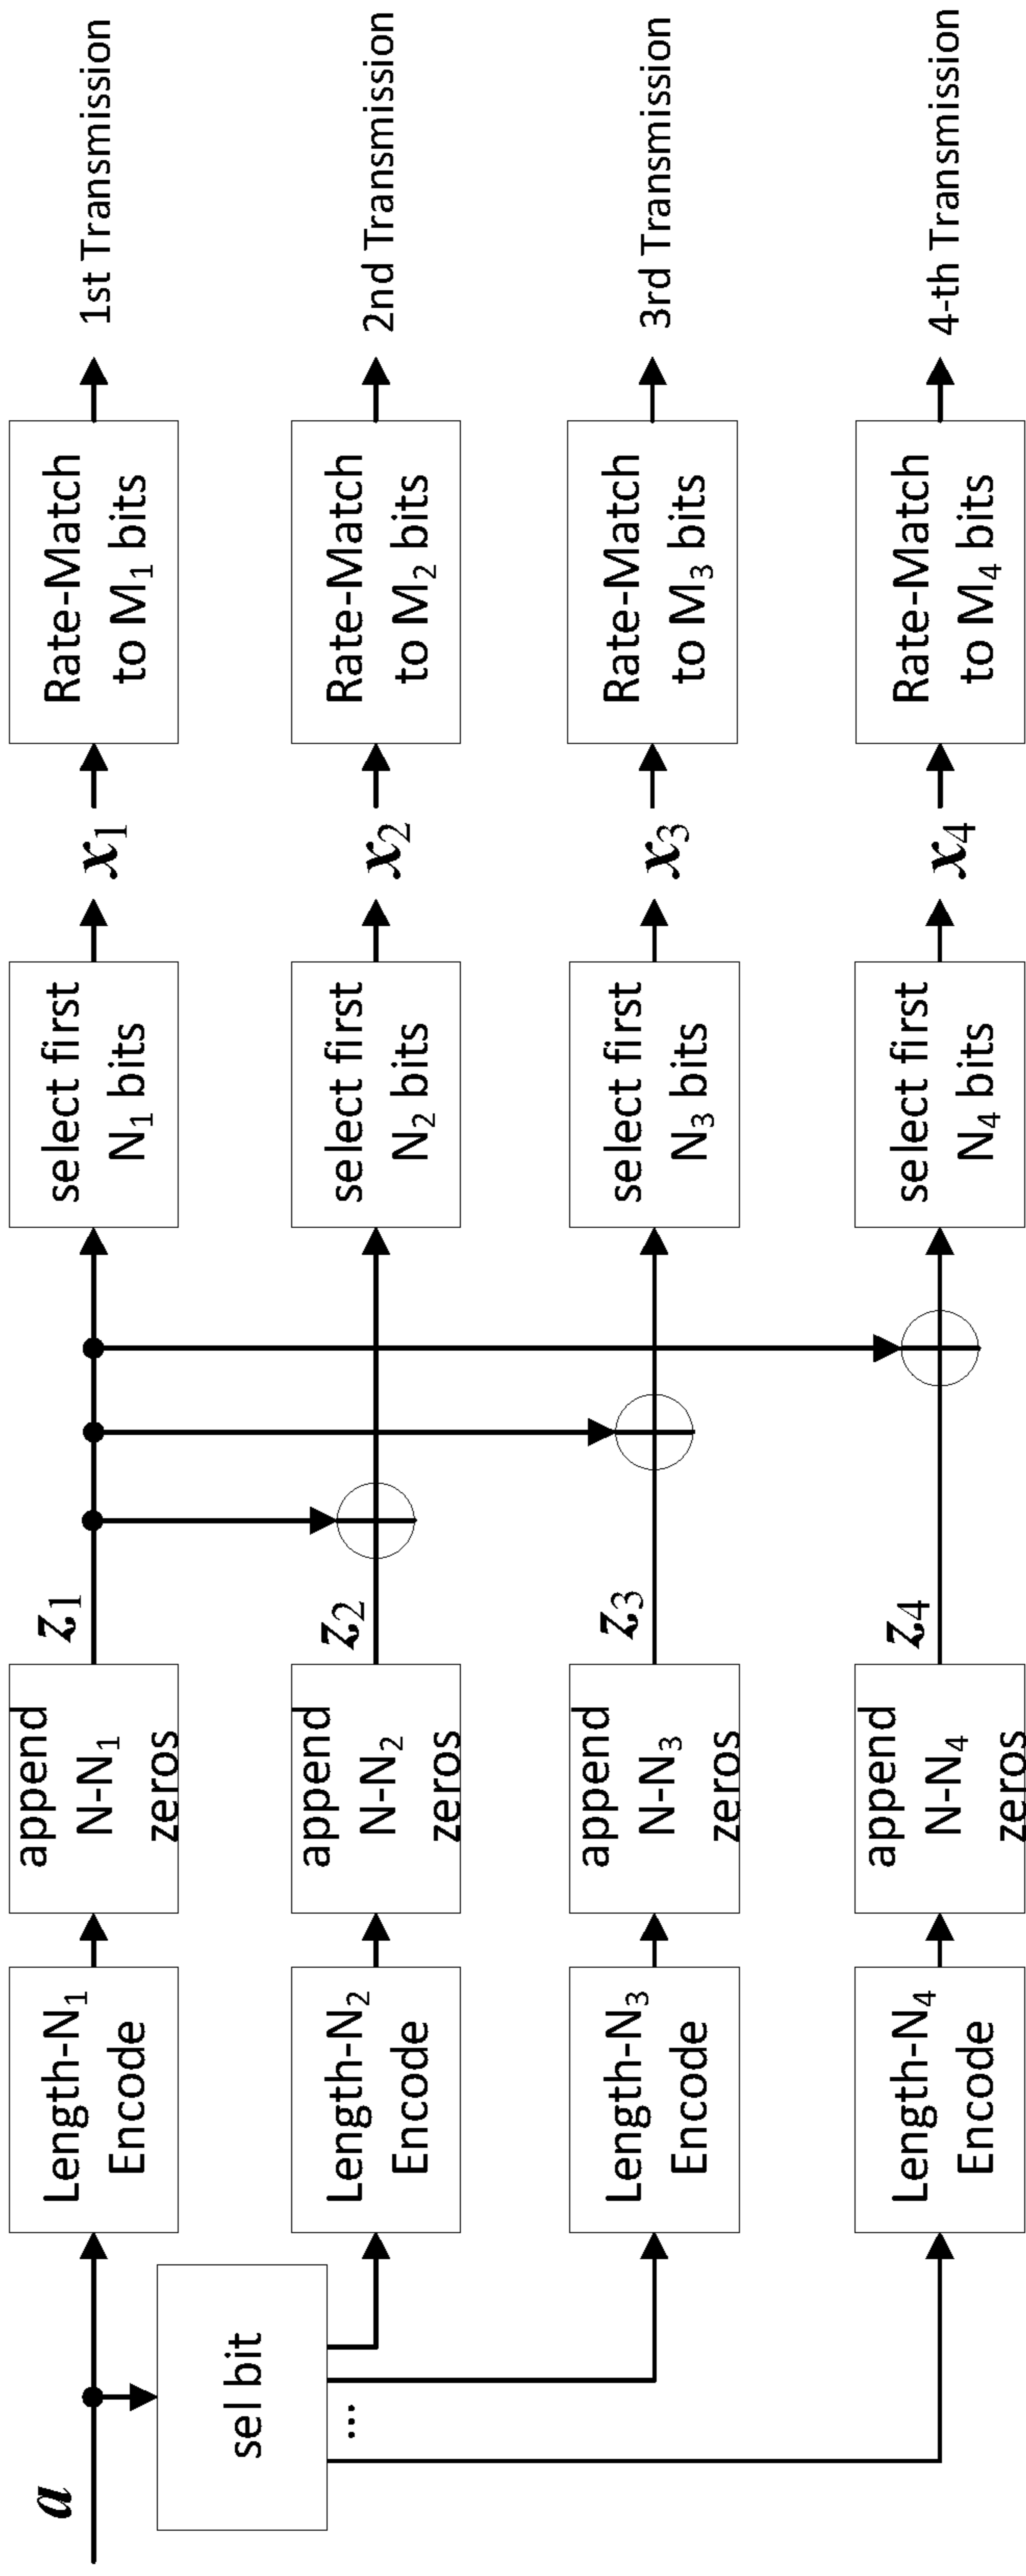 a
sel bit
Length-N1
Encode
append
N-N1
zeros
z1
select first
N1 bits
x1
Rate-Match
to M1 bits
1st Transmission
Length-N2
Encode
append
N-N2
zeros
z2
select first
N2 bits
x2
Rate-Match
to M2 bits
2nd Transmission
...
Length-N3
Encode
append
N-N3
zeros
z3
select first
N3 bits
x3
Rate-Match
to M3 bits
3rd Transmission
Length-N4
Encode
append
N-N4
zeros
z4
select first
N4 bits
x4
Rate-Match
to M4 bits
4-th Transmission